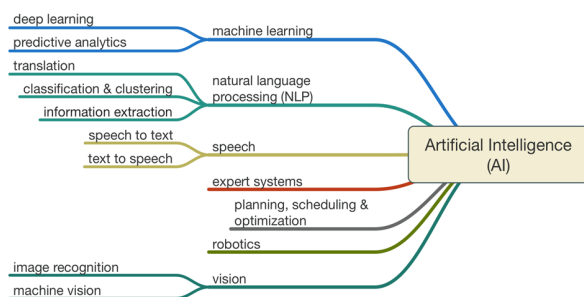 deep learning
predictive analytics
machine learning
translation
classification & clustering
information extraction
natural language
processing (NLP)
speech to text
text to speech
speech
expert systems
planning, scheduling &
optimization
robotics
image recognition
machine vision
vision
Artificial Intelligence
(AI)